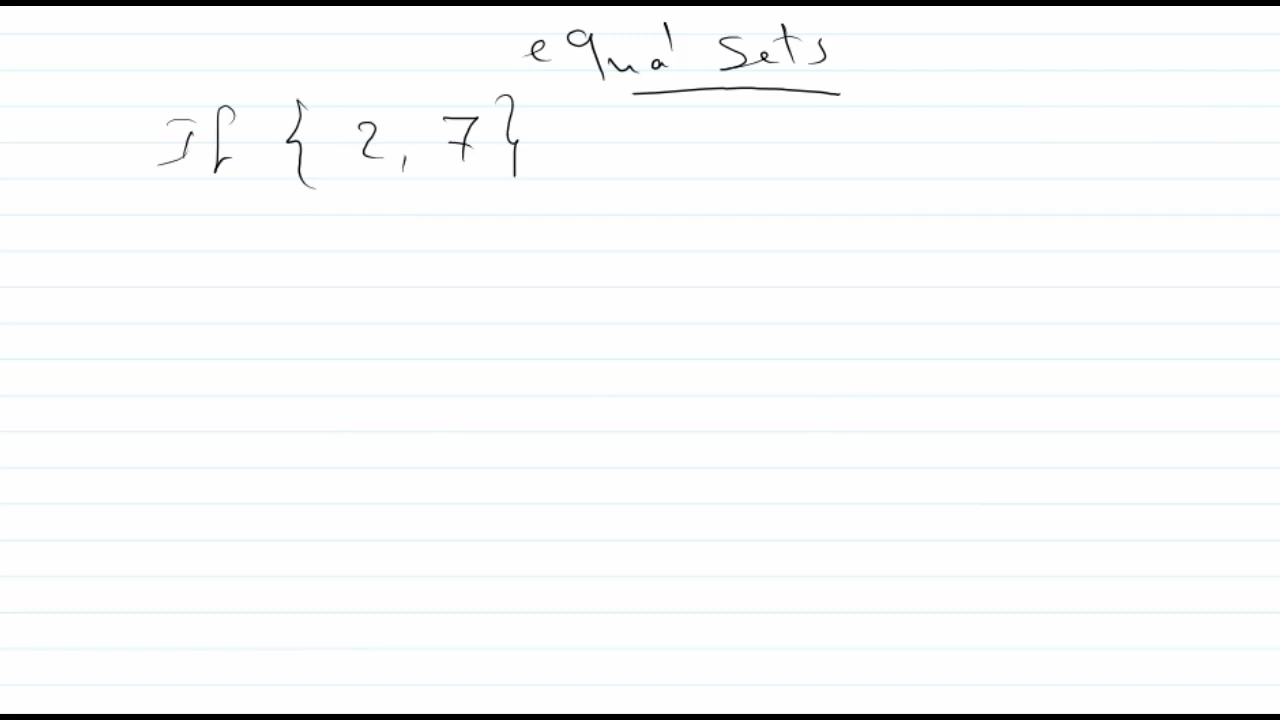 equal sets
If { 2, 7}